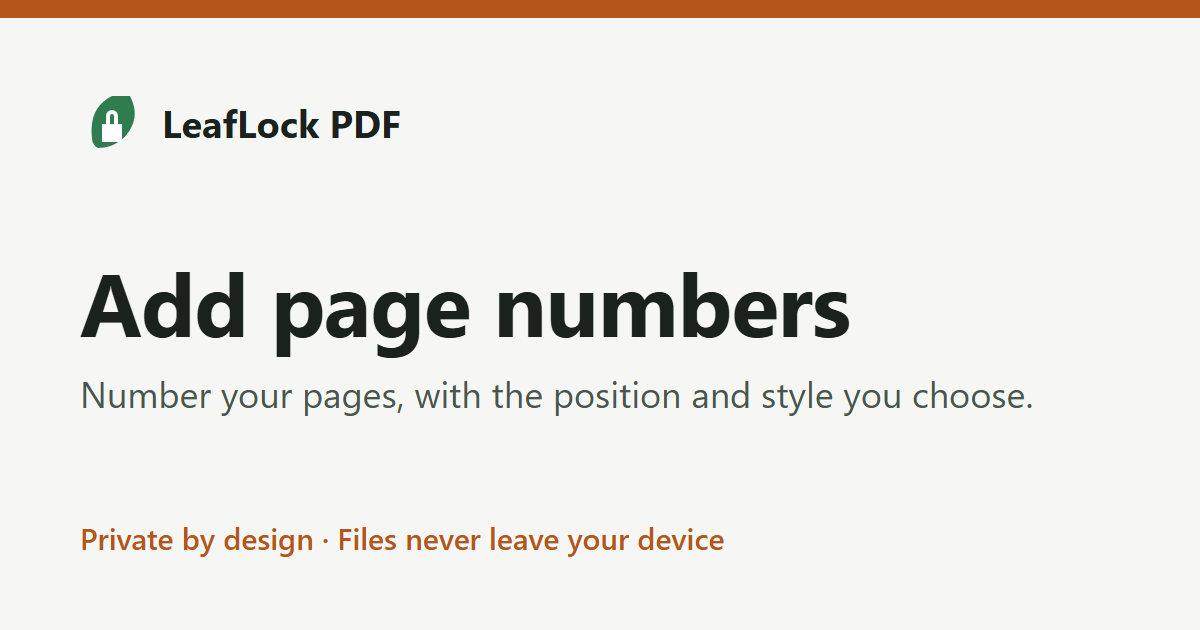 LeafLock PDF
Add page numbers
Number your pages, with the position and style you choose.
Private by design · Files never leave your device